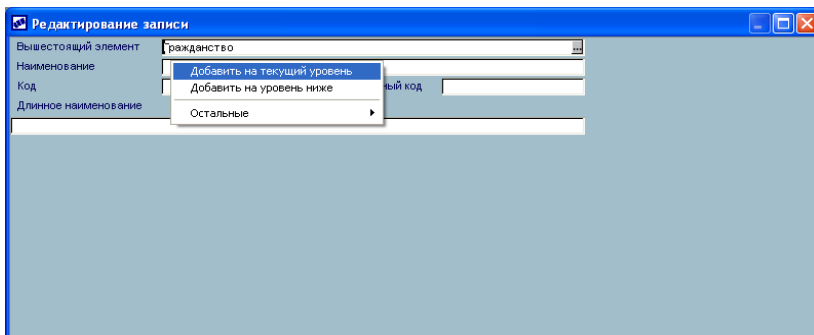 Редактирование записи
Вышестоящий элемент Гражданство ...
Наименование
Добавить на текущий уровень
Код ный код
Добавить на уровень ниже
Длинное наименование
Остальные